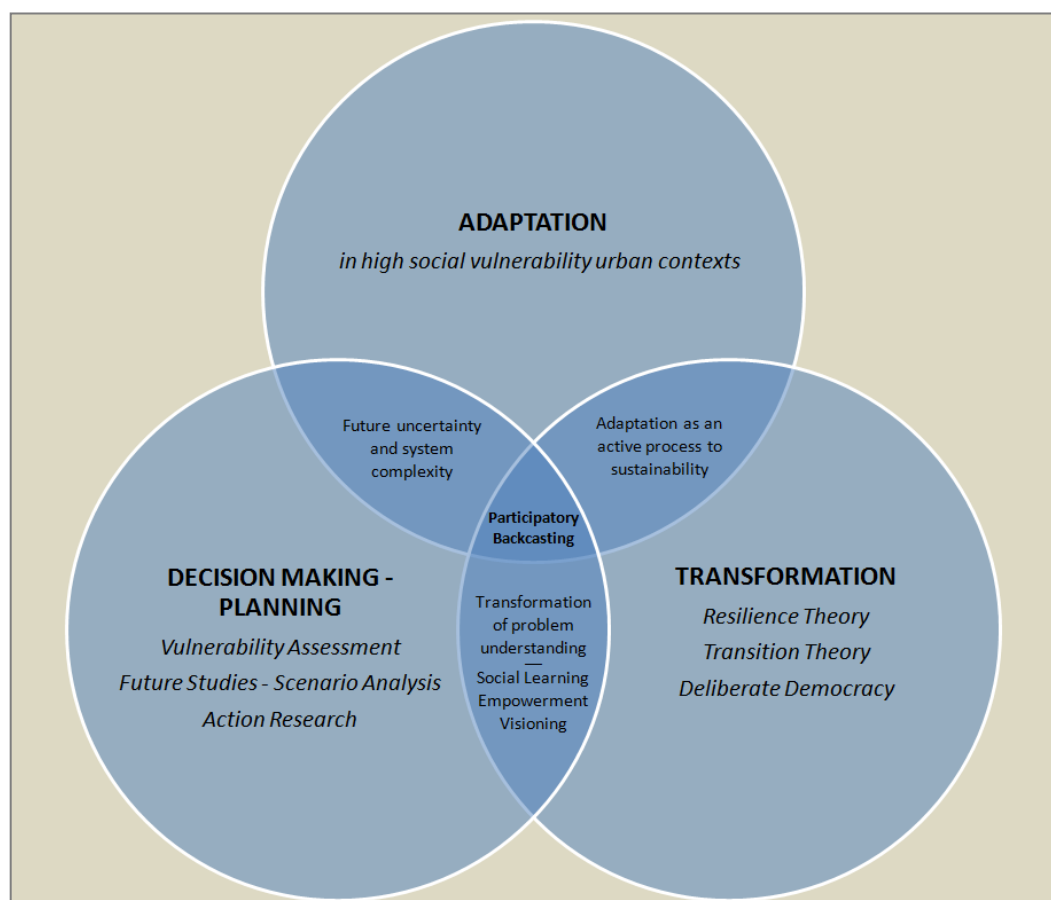 ADAPTATION
in high social vulnerability urban contexts
Future uncertainty
and system
complexity
Adaptation as an
active process to
sustainability
Participatory
Backcasting
DECISION MAKING -
PLANNING
Vulnerability Assessment
Future Studies - Scenario Analysis
Action Research
Transformation
of problem
understanding
—
Social Learning
Empowerment
Visioning
TRANSFORMATION
Resilience Theory
Transition Theory
Deliberate Democracy